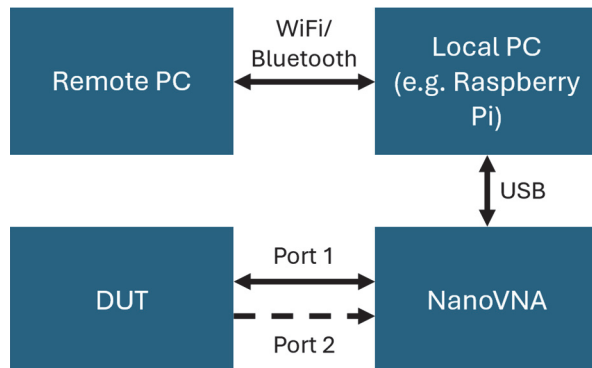 Remote PC
WiFi/
Bluetooth
Local PC
(e.g. Raspberry
Pi)
USB
DUT
Port 1
Port 2
NanoVNA